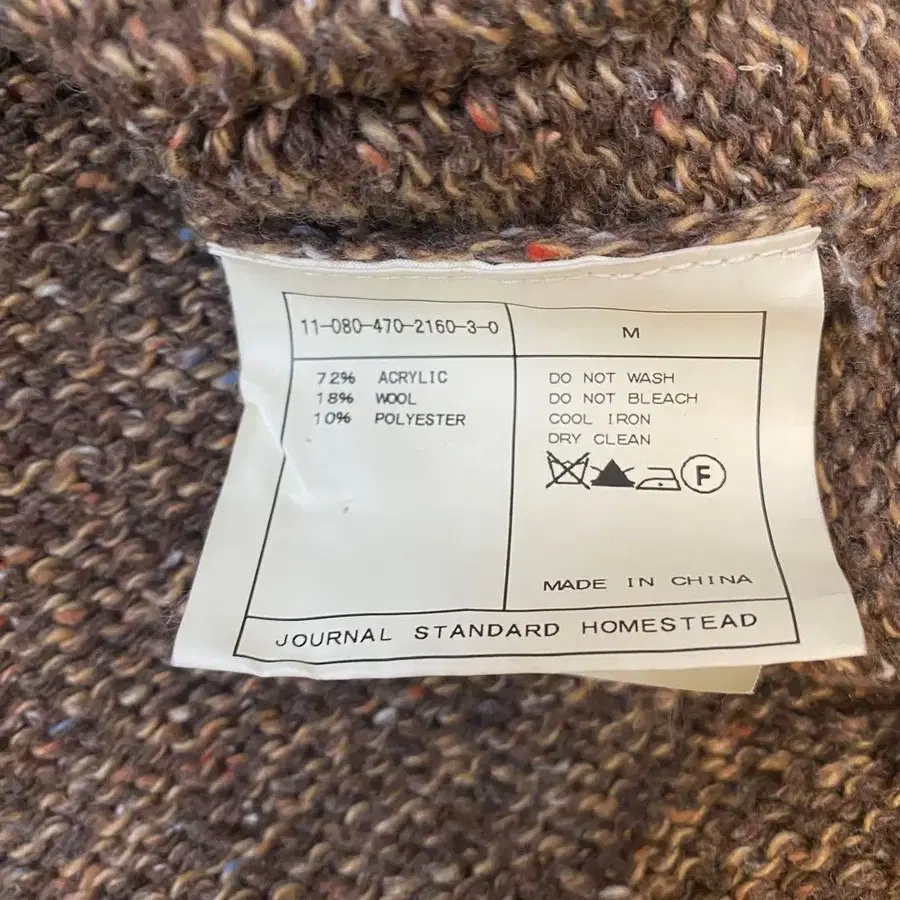 11-080-470-2160-3-0
M
72% ACRYLIC
18% WOOL
10% POLYESTER
DO NOT WASH
DO NOT BLEACH
COOL IRON
DRY CLEAN
F
MADE IN CHINA
JOURNAL STANDARD HOMESTEAD